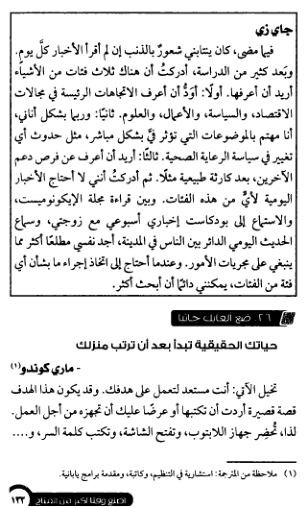 جاي زي
فيما مضى، كان ينتابني شعورٌ بالذنب إن لم أقرأ الأخبار كلَّ يوم.
وبَعد كثير من الدراسة، أدركتُ أن هناك ثلاث فئات من الأشياء
أريد أن أعرفها. أولًا: أودُّ أن أعرف الاتجاهات الرئيسة في مجالات
الاقتصاد، والسياسة، والأعمال، والعلوم. ثانيًا: وربما بشكل أناني،
أنا مهتم بالموضوعات التي تؤثر فيَّ بشكل مباشر، مثل حدوث أي
تغيير في سياسة الرعاية الصحية. ثالثًا: أريد أن أعرف عن فرص دعم
الآخرين، بعد كارثة طبيعية مثلًا. ثم أدركتُ أنني لا أحتاج الأخبار
اليومية لأيٍّ من هذه الفئات. وبين قراءة مجلة الإيكونوميست،
والاستماع إلى بودكاست إخباري أسبوعي مع زوجتي، وسماع
الحديث اليومي الدائر بين الناس في المدينة، أجد نفسي مطلعًا أكثر مما
ينبغي على مجريات الأمور. وعندما أحتاج إلى اتخاذ إجراء ما بشأن أي
فئة من الفئات، يمكنني دائمًا أن أبحث أكثر.
٢٦. ضع الهاتف جانبا
حياتك الحقيقية تبدأ بعد أن ترتب منزلك
- ماري كوندو(١)
تخيل الآتي: أنت مستعد لتعمل على هدفك. وقد يكون هذا الهدف
قصة قصيرة أردت أن تكتبها أو عرضًا عليك أن تجهزه من أجل العمل.
لذا، تُحضِر جهاز اللابتوب، وتفتح الشاشة، وتكتب كلمة السر، و....
(١) ملاحظة من المترجمة: استشارية في التنظيم، وكاتبة، ومقدمة برامج يابانية.
اصنع وقتا أكبر من المتاح
١٣٣